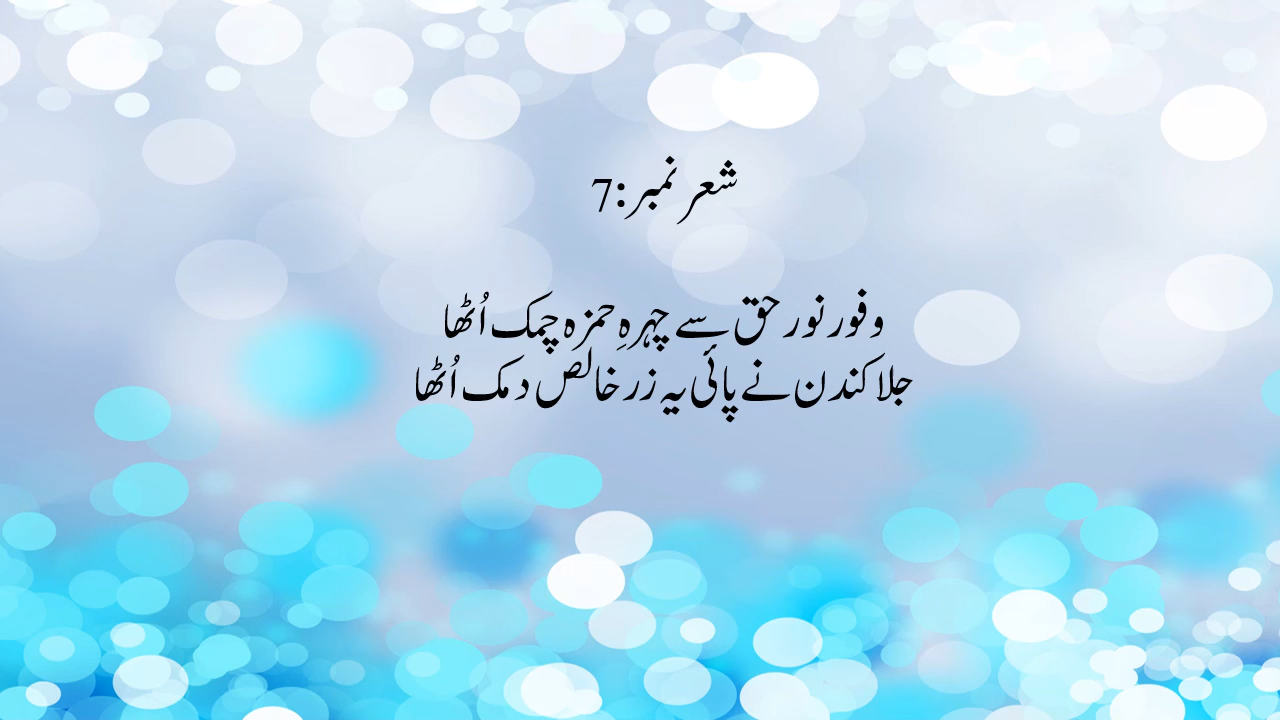 شعر نمبر:7
وفور نور حق سے چہرہِ حمزہ چمک اُٹھا
جلا کندن نے پائی یہ زر خالص دمک اُٹھا